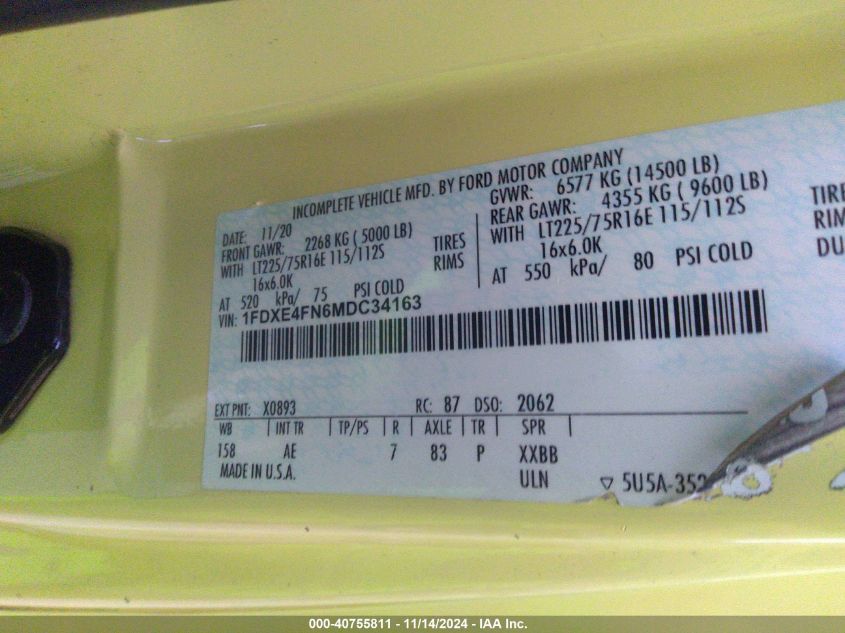 INCOMPLETE VEHICLE MFD. BY FORD MOTOR COMPANY
DATE: 11/20
GVWR: 6577 KG (14500 LB)
FRONT GAWR: 2268 KG ( 5000 LB)
REAR GAWR: 4355 KG ( 9600 LB)
WITH LT225/75R16E 115/112S TIRES
WITH LT225/75R16E 115/112S TIRES
16x6.0K RIMS
16x6.0K RIM
AT 520 kPa/ 75 PSI COLD
AT 550 kPa/ 80 PSI COLD
DU
VIN: 1FDXE4FN6MDC34163
EXT PNT: X0893 RC: 87 DSO: 2062
WB INT TR TP/PS R AXLE TR SPR
158 AE 7 83 P XXBB
MADE IN U.S.A. ULN 5U5A-352
000-40755811 - 11/14/2024 - IAA Inc.